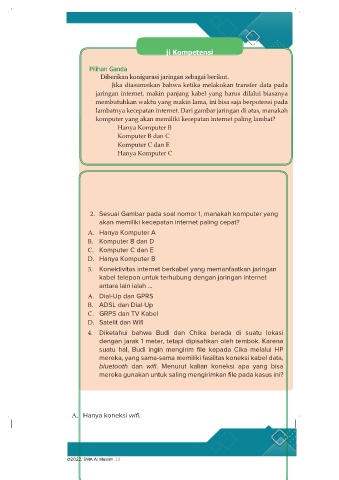 ji Kompetensi
Pilihan Ganda
Diberikan konigurasi jaringan sebagai berikut.
Jika diasumsikan bahwa ketika melakukan transfer data pada
jaringan internet, makin panjang kabel yang harus dilalui biasanya
membutuhkan waktu yang makin lama, ini bisa saja berpotensi pada
lambatnya kecepatan internet. Dari gambar jaringan di atas, manakah
komputer yang akan memiliki kecepatan internet paling lambat?
Hanya Komputer B
Komputer B dan C
Komputer C dan E
Hanya Komputer C
2. Sesuai Gambar pada soal nomor 1, manakah komputer yang
akan memiliki kecepatan internet paling cepat?
A. Hanya Komputer A
B. Komputer B dan D
C. Komputer C dan E
D. Hanya Komputer B
3. Konektivitas internet berkabel yang memanfaatkan jaringan
kabel telepon untuk terhubung dengan jaringan internet
antara lain ialah ...
A. Dial-Up dan GPRS
B. ADSL dan Dial-Up
C. GRPS dan TV Kabel
D. Satelit dan Wifi
4. Diketahui bahwa Budi dan Chika berada di suatu lokasi
dengan jarak 1 meter, tetapi dipisahkan oleh tembok. Karena
suatu hal, Budi ingin mengirim file kepada Cika melalui HP
mereka, yang sama-sama memiliki fasilitas koneksi kabel data,
bluetooth dan wifi. Menurut kalian koneksi apa yang bisa
mereka gunakan untuk saling mengirimkan file pada kasus ini?
A. Hanya koneksi wifi.
@2022, SMA Al Masoem 13